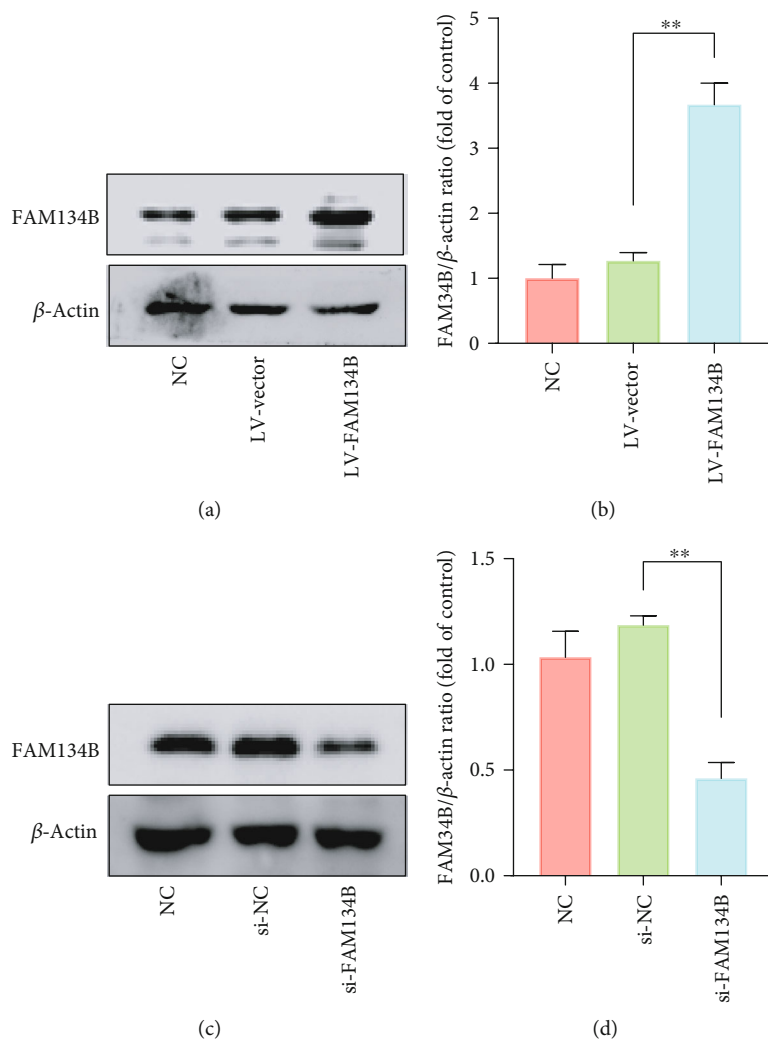 FAM134B
β-Actin
NC
LV-vector
LV-FAM134B
(a)
FAM34B/β-actin ratio (fold of control)
5
4
3
2
1
0
**
NC
LV-vector
LV-FAM134B
(b)
FAM134B
β-Actin
NC
si-NC
si-FAM134B
(c)
FAM34B/β-actin ratio (fold of control)
1.5
1.0
0.5
0.0
**
NC
si-NC
si-FAM134B
(d)